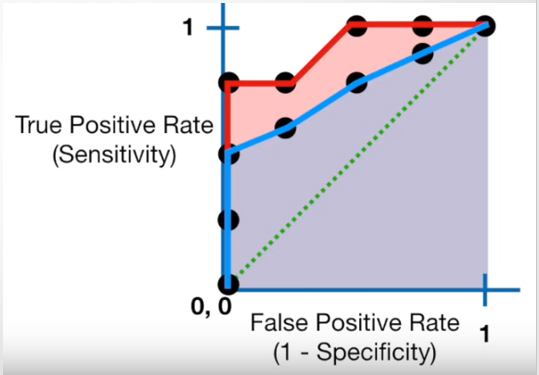 1
True Positive Rate
(Sensitivity)
0, 0
False Positive Rate
(1 - Specificity)
1